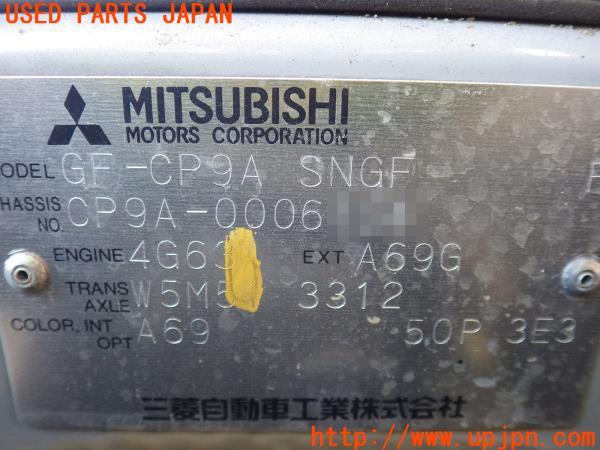 USED PARTS JAPAN
MITSUBISHI
MOTORS CORPORATION
MODEL GF-CP9A SNGF
CHASSIS NO. CP9A-0006
ENGINE 4G63 EXT A69G
TRANS AXLE W5M5 3312
COLOR, INT OPT A69 50P 3E3
三菱自動車工業株式会社
http://www.upjpn.com/